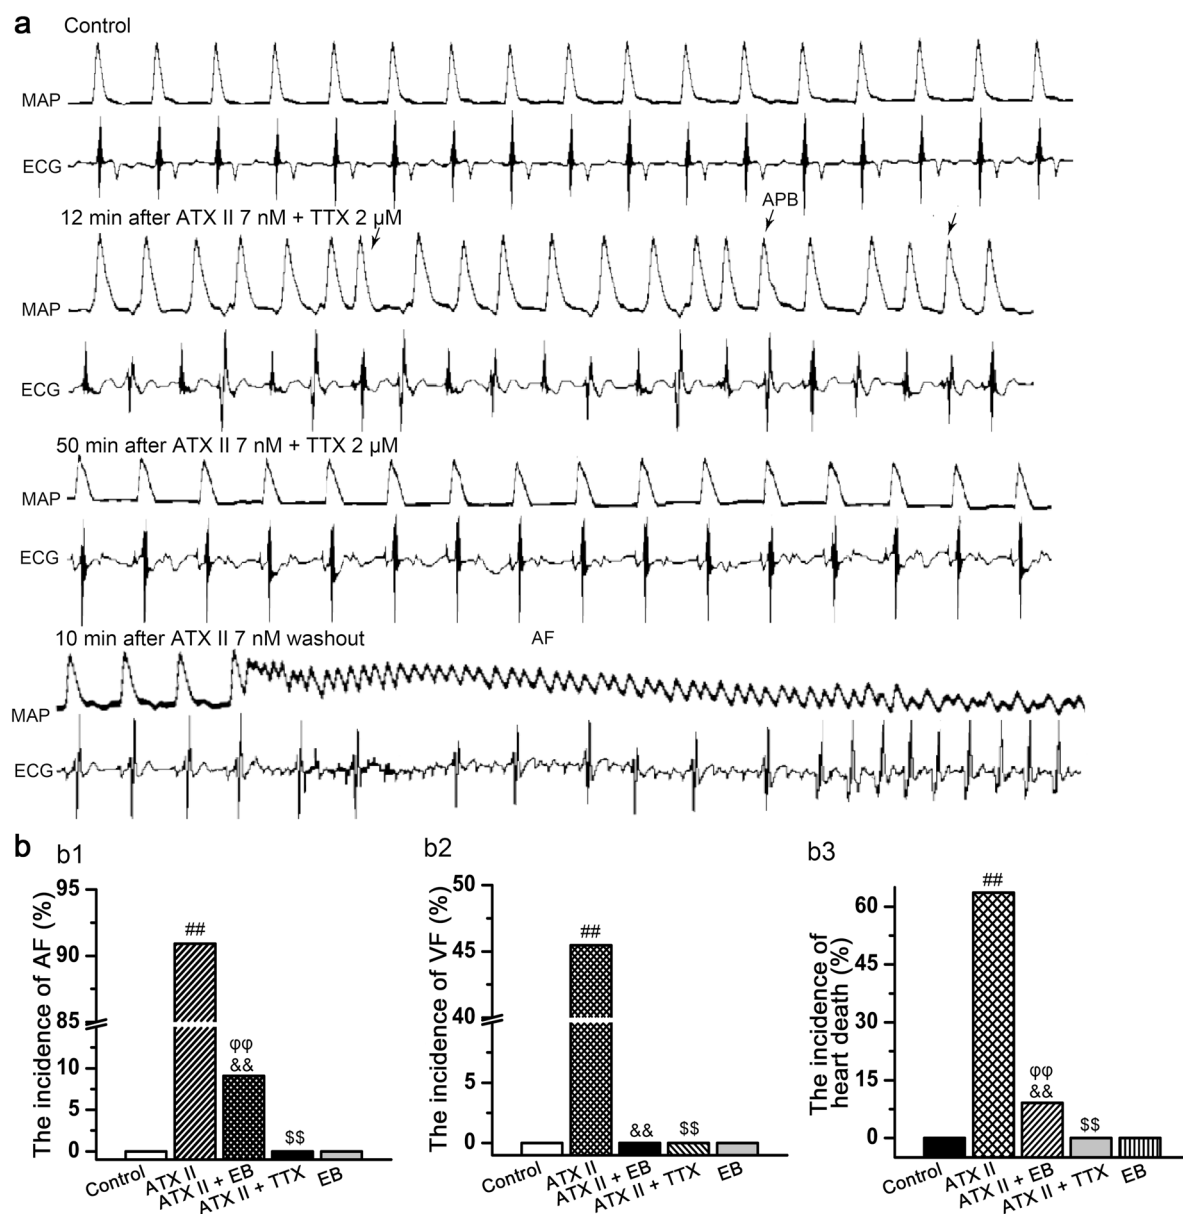 a
Control
MAP
ECG
12 min after ATX II 7 nM + TTX 2 µM
APB
MAP
ECG
50 min after ATX II 7 nM + TTX 2 µM
MAP
ECG
10 min after ATX II 7 nM washout
AF
MAP
ECG
b
b1
The incidence of AF (%)
95
90
85
10
5
0
##
φφ
&&
$$
Control
ATX II
ATX II + EB
ATX II + TTX
EB
b2
The incidence of VF (%)
50
45
40
5
0
##
&&
$$
Control
ATX II
ATX II + EB
ATX II + TTX
EB
b3
The incidence of
heart death (%)
60
45
30
15
0
##
φφ
&&
$$
Control
ATX II
ATX II + EB
ATX II + TTX
EB